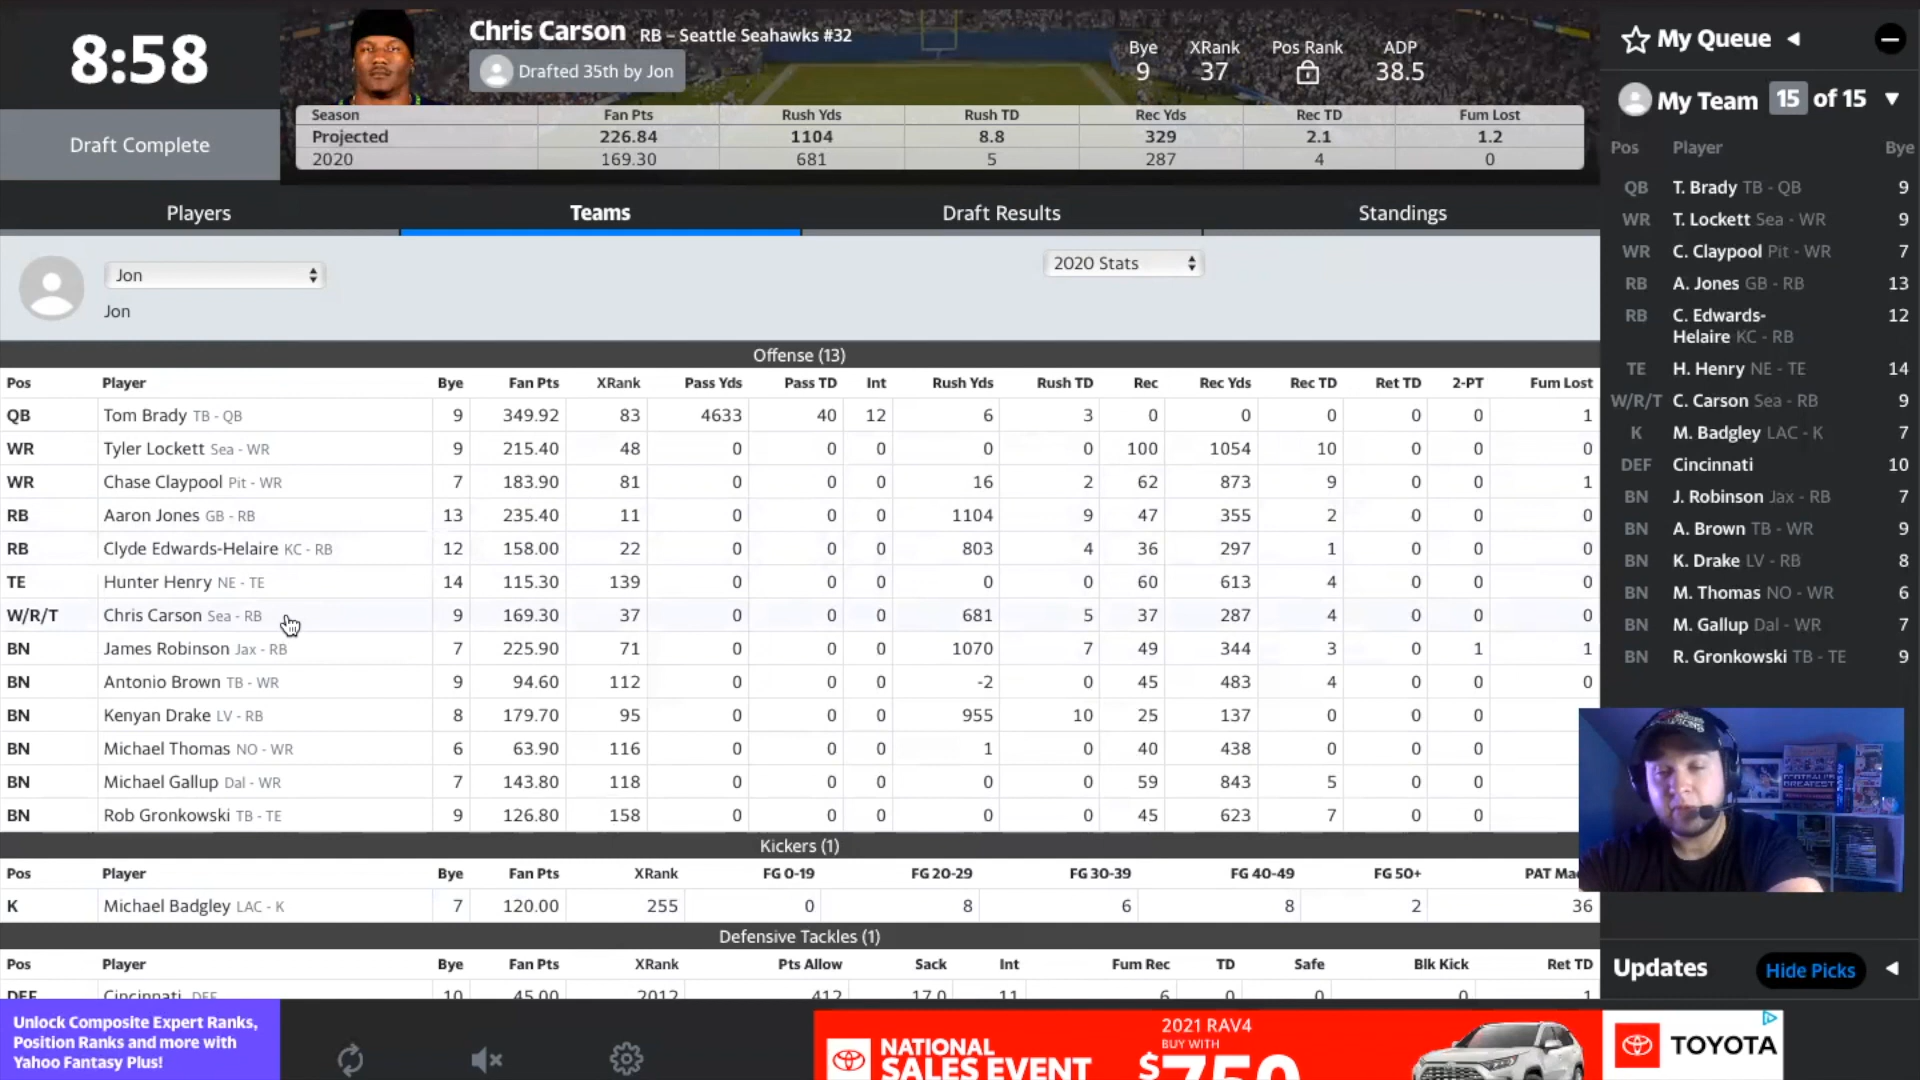 8:58
Draft Complete
Chris Carson RB – Seattle Seahawks #32
Drafted 35th by Jon
Bye XRank Pos Rank ADP
9 37 38.5
Season Fan Pts Rush Yds Rush TD Rec Yds Rec TD Fum Lost
Projected 226.84 1104 8.8 329 2.1 1.2
2020 169.30 681 5 287 4 0
Players Teams Draft Results Standings
Jon
2020 Stats
Jon
Offense (13)
Pos Player Bye Fan Pts XRank Pass Yds Pass TD Int Rush Yds Rush TD Rec Rec Yds Rec TD Ret TD 2-PT Fum Lost
QB Tom Brady TB - QB 9 349.92 83 4633 40 12 6 3 0 0 0 0 0 1
WR Tyler Lockett Sea - WR 9 215.40 48 0 0 0 0 0 100 1054 10 0 0 0
WR Chase Claypool Pit - WR 7 183.90 81 0 0 0 16 2 62 873 9 0 0 1
RB Aaron Jones GB - RB 13 235.40 11 0 0 0 1104 9 47 355 2 0 0 0
RB Clyde Edwards-Helaire KC - RB 12 158.00 22 0 0 0 803 4 36 297 1 0 0 0
TE Hunter Henry NE - TE 14 115.30 139 0 0 0 0 0 60 613 4 0 0 0
W/R/T Chris Carson Sea - RB 9 169.30 37 0 0 0 681 5 37 287 4 0 0 0
BN James Robinson Jax - RB 7 225.90 71 0 0 0 1070 7 49 344 3 0 1 1
BN Antonio Brown TB - WR 9 94.60 112 0 0 0 -2 0 45 483 4 0 0 0
BN Kenyan Drake LV - RB 8 179.70 95 0 0 0 955 10 25 137 0 0 0
BN Michael Thomas NO - WR 6 63.90 116 0 0 0 1 0 40 438 0 0 0
BN Michael Gallup Dal - WR 7 143.80 118 0 0 0 0 0 59 843 5 0 0
BN Rob Gronkowski TB - TE 9 126.80 158 0 0 0 0 0 45 623 7 0 0
Kickers (1)
Pos Player Bye Fan Pts XRank FG 0-19 FG 20-29 FG 30-39 FG 40-49 FG 50+ PAT Ma
K Michael Badgley LAC - K 7 120.00 255 0 8 6 8 2 36
Defensive Tackles (1)
Pos Player Bye Fan Pts XRank Pts Allow Sack Int Fum Rec TD Safe Blk Kick Ret TD
DEF Cincinnati DEF 10 45.00 2012 412 17.0 11 6 0 0 0 1
My Queue
My Team 15 of 15
Pos Player Bye
QB T. Brady TB - QB 9
WR T. Lockett Sea - WR 9
WR C. Claypool Pit - WR 7
RB A. Jones GB - RB 13
RB C. Edwards- 12
Helaire KC - RB
TE H. Henry NE - TE 14
W/R/T C. Carson Sea - RB 9
K M. Badgley LAC - K 7
DEF Cincinnati 10
BN J. Robinson Jax - RB 7
BN A. Brown TB - WR 9
BN K. Drake LV - RB 8
BN M. Thomas NO - WR 6
BN M. Gallup Dal - WR 7
BN R. Gronkowski TB - TE 9
Updates Hide Picks
Unlock Composite Expert Ranks,
Position Ranks and more with
Yahoo Fantasy Plus!
NATIONAL
SALES EVENT
2021 RAV4
BUY WITH
$750
TOYOTA